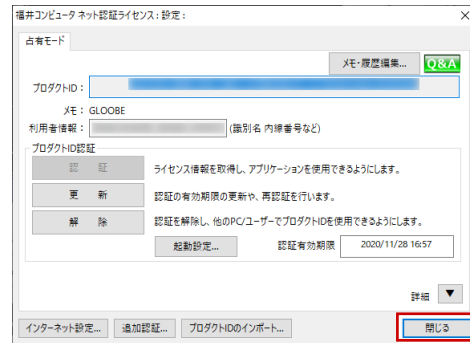 福井コンピュータ ネット認証ライセンス : 設定 :
占有モード
メモ・履歴編集... Q&A
プロダクトID :
メモ : GLOOBE
利用者情報 : (識別名 内線番号など)
プロダクトID認証
認 証 ライセンス情報を取得し、アプリケーションを使用できるようにします。
更 新 認証の有効期限の更新や、再認証を行います。
解 除 認証を解除し、他のPC/ユーザーでプロダクトIDを使用できるようにします。
起動設定... 認証有効期限 2020/11/28 16:57
詳細 ▼
インターネット設定... 追加認証... プロダクトIDのインポート... 閉じる